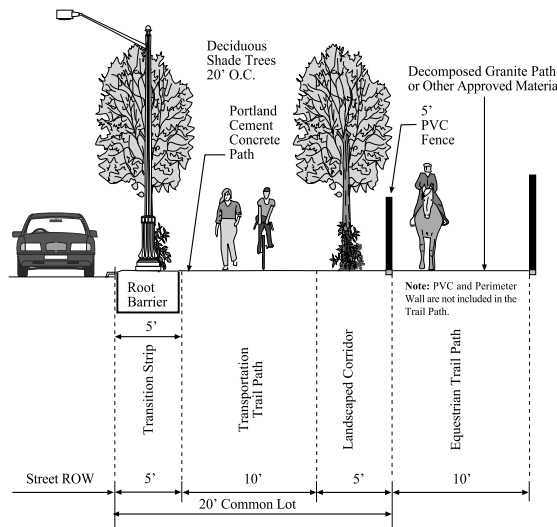 Deciduous
Shade Trees
20' O.C.
Portland
Cement
Concrete
Path
Decomposed Granite Path
or Other Approved Materia
5'
PVC
Fence
Root
Barrier
Note: PVC and Perimeter
Wall are not included in the
Trail Path.
5'
Transition Strip
Transportation
Trail Path
Landscaped Corridor
Equestrian Trail Path
Street ROW
5'
10'
5'
10'
20' Common Lot